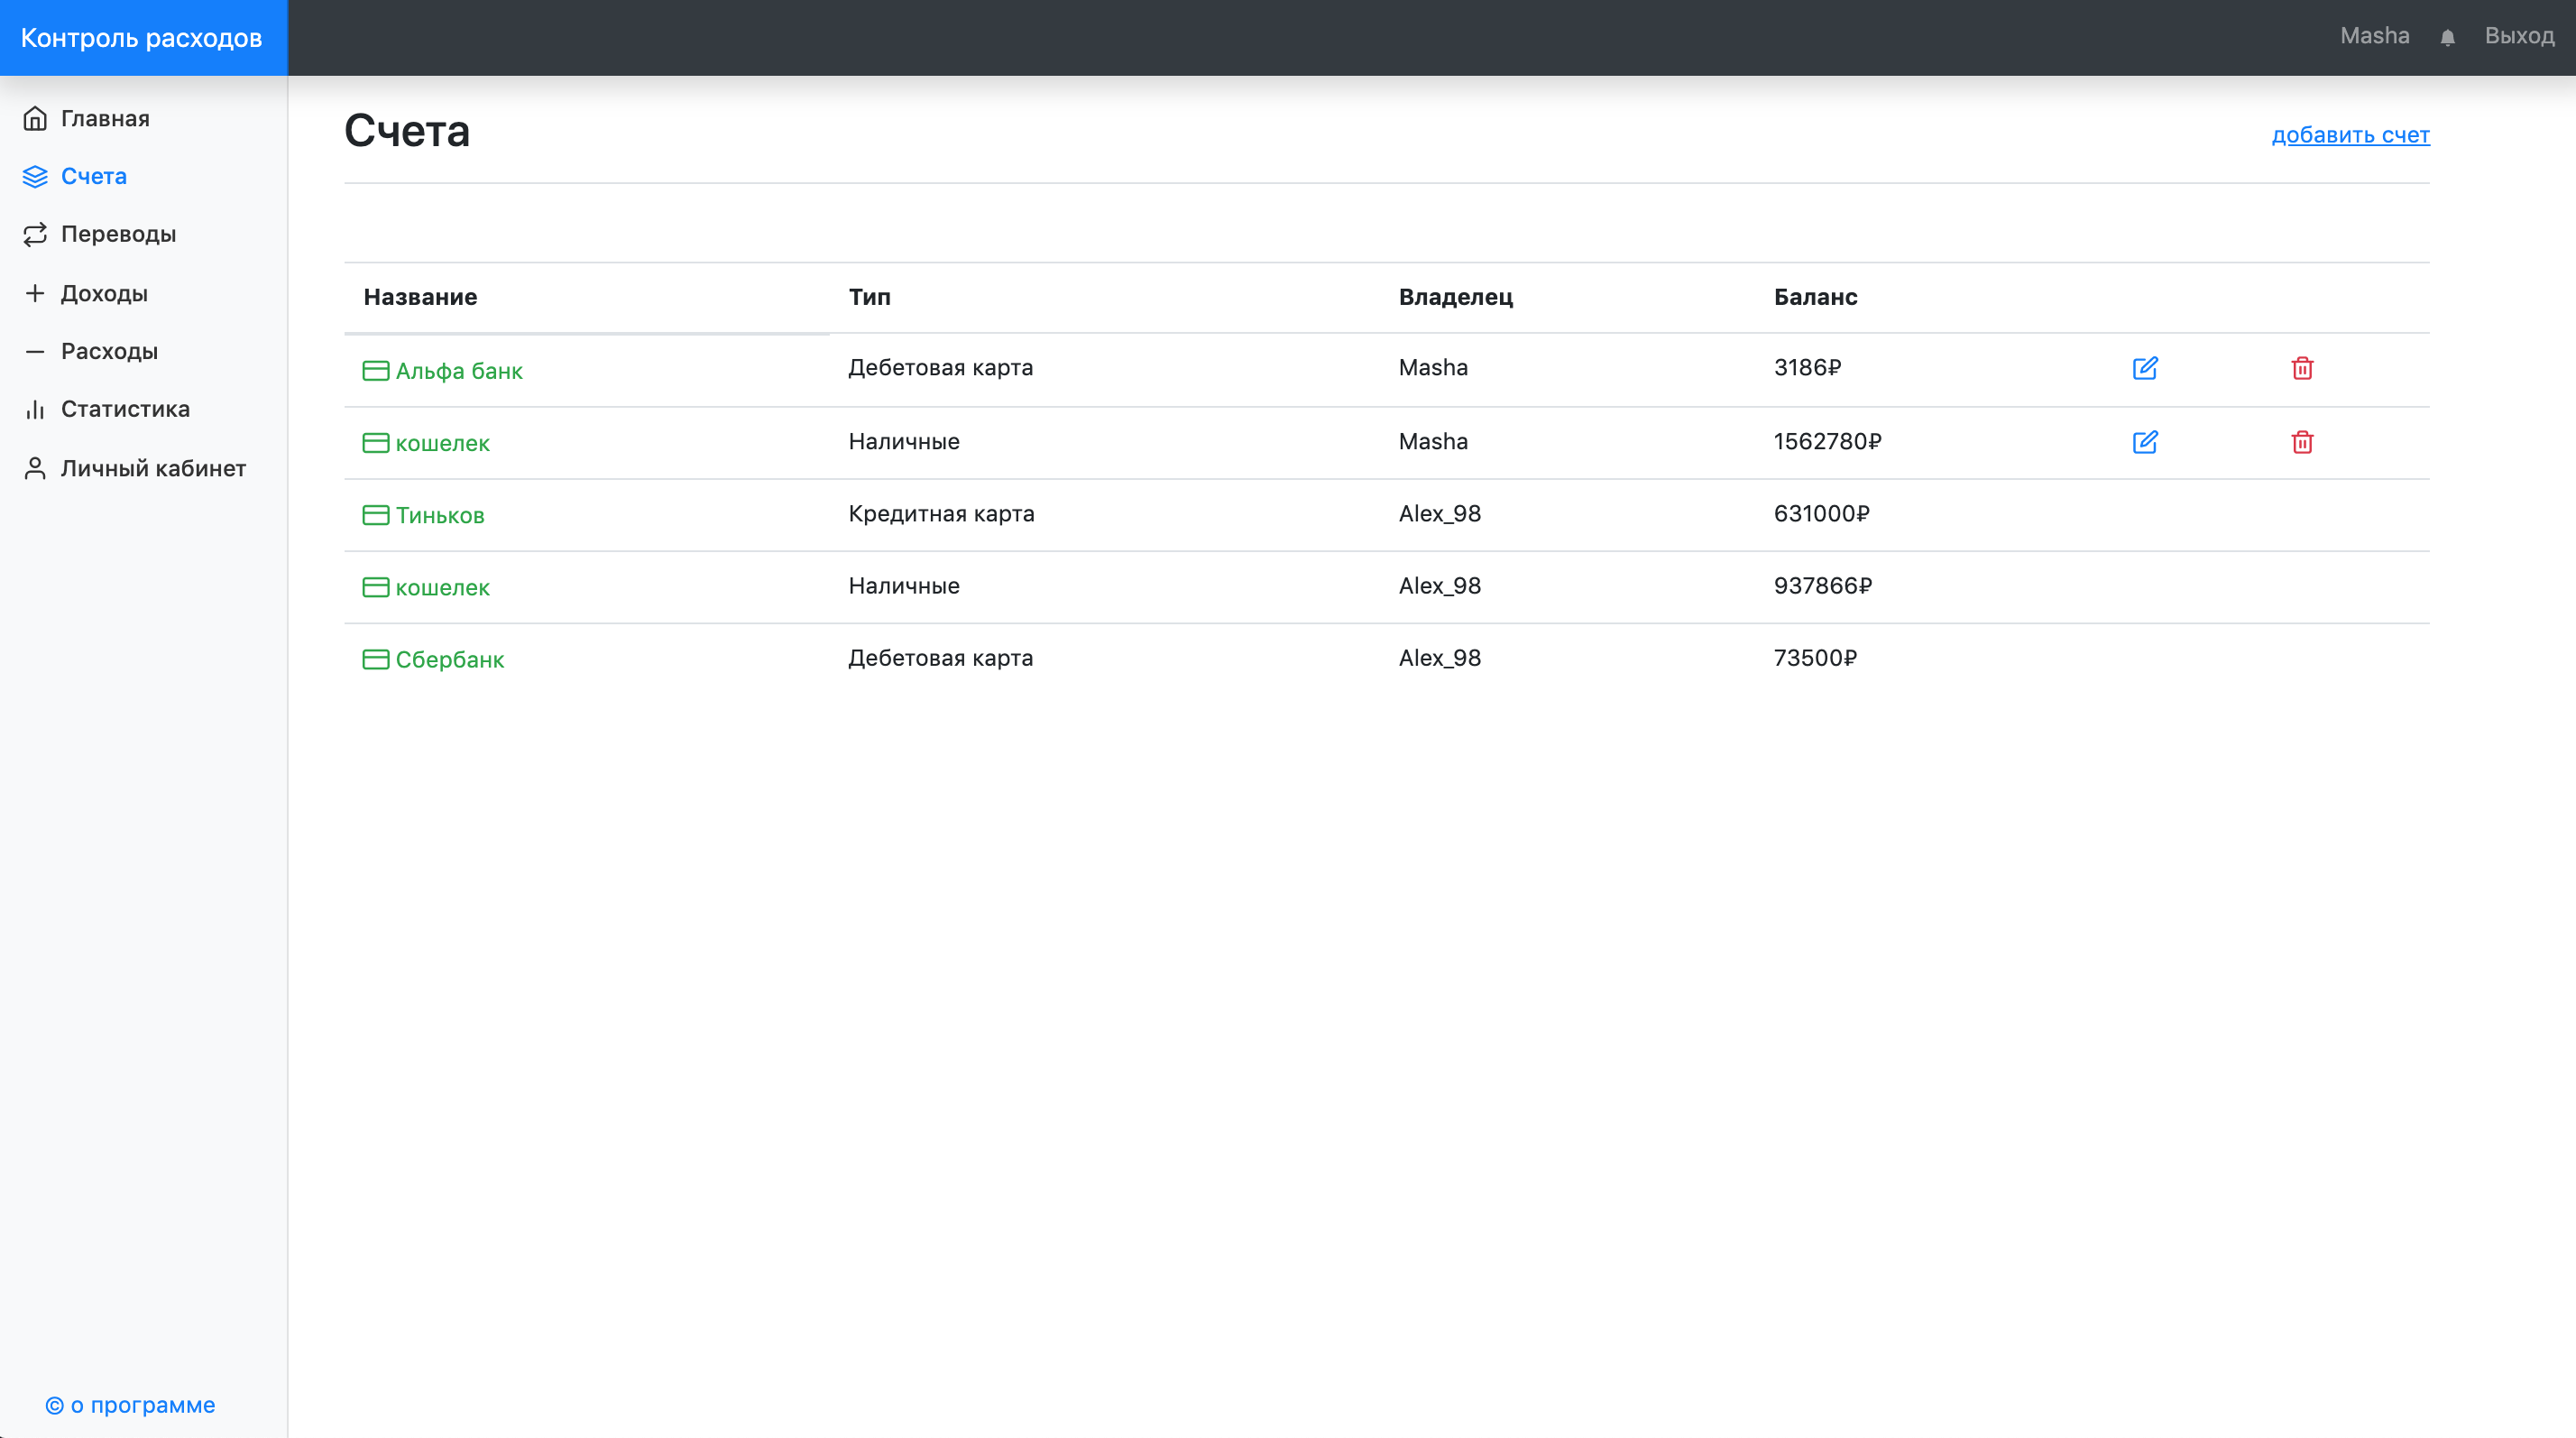 Контроль расходов
Masha Выход
Главная
Счета
Переводы
Доходы
Расходы
Статистика
Личный кабинет
© о программе
Счета
добавить счет
Название Тип Владелец Баланс
Альфа банк Дебетовая карта Masha 3186₽
кошелек Наличные Masha 1562780₽
Тиньков Кредитная карта Alex_98 631000₽
кошелек Наличные Alex_98 937866₽
Сбербанк Дебетовая карта Alex_98 73500₽